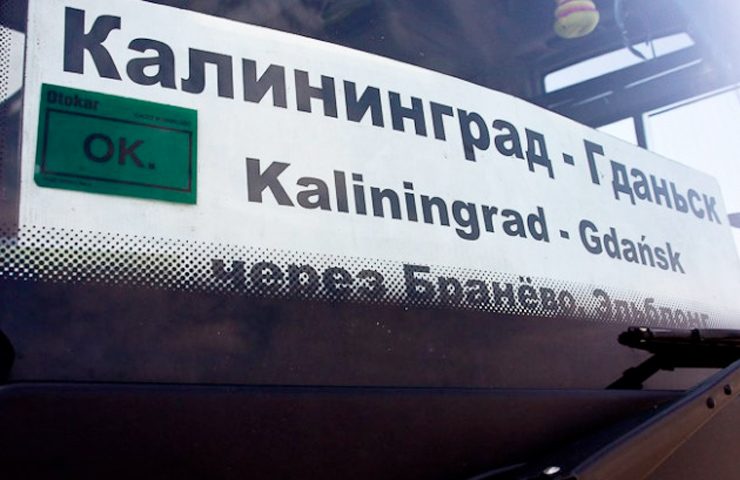 Калининград - Гданьск
Otokar
OK.
Kaliningrad - Gdańsk
через Бранёво, Эльблонг